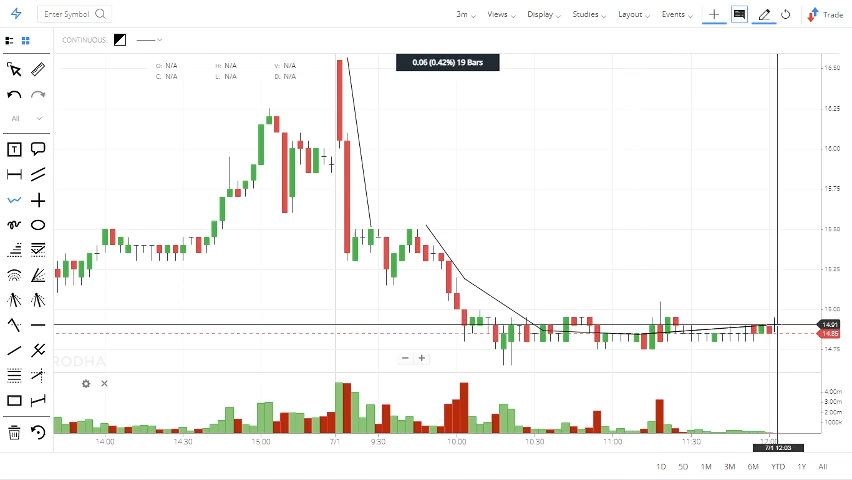 Enter Symbol
3m Views Display Studies Layout Events Trade
CONTINUOUS:
O: N/A H: N/A V: N/A
C: N/A L: N/A D: N/A
0.06 (0.42%) 19 Bars
All
T
16.50
16.25
16.00
15.75
15.50
15.25
15.00
14.91
14.85
14.75
RODHA
4.00m
3.00m
2.00m
1000K
14:00 14:30 15:00 7/1 9:30 10:00 10:30 11:00 11:30 12:00
7/1 12:03
1D 5D 1M 3M 6M YTD 1Y All